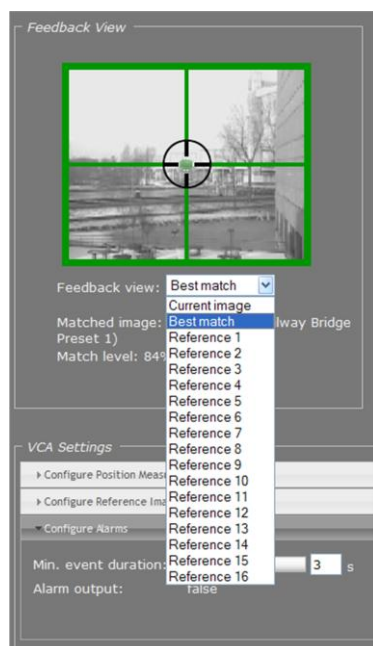 Feedback View
Feedback view: Best match
Current image
Best match
Reference 1
Reference 2
Reference 3
Reference 4
Reference 5
Reference 6
Reference 7
Reference 8
Reference 9
Reference 10
Reference 11
Reference 12
Reference 13
Reference 14
Reference 15
Reference 16
Matched image: lway Bridge
Preset 1)
Match level: 84%
VCA Settings
Configure Position Measu
Configure Reference Ima
Configure Alarms
Min. event duration: 3 s
Alarm output: false